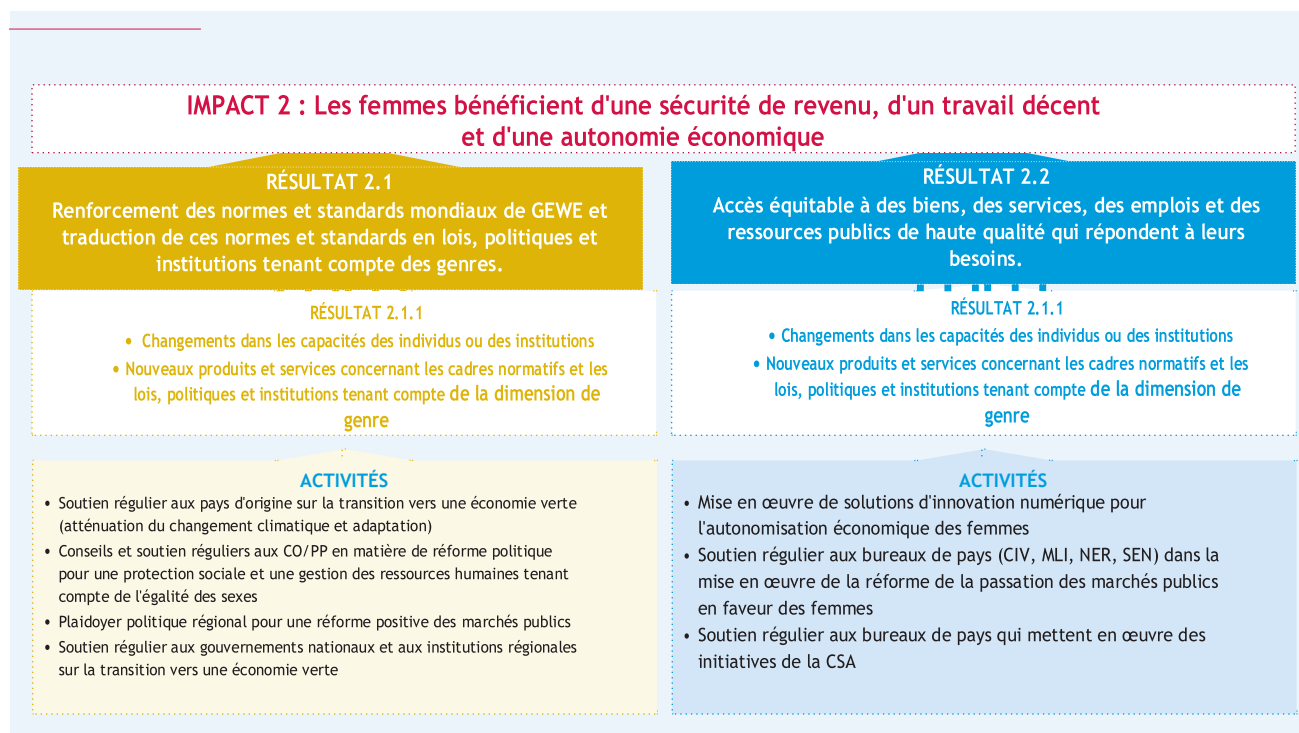 IMPACT 2 : Les femmes bénéficient d'une sécurité de revenu, d'un travail décent
et d'une autonomie économique
RÉSULTAT 2.1
Renforcement des normes et standards mondiaux de GEWE et
traduction de ces normes et standards en lois, politiques et
institutions tenant compte des genres.
RÉSULTAT 2.1.1
• Changements dans les capacités des individus ou des institutions
• Nouveaux produits et services concernant les cadres normatifs et les
lois, politiques et institutions tenant compte de la dimension de
genre
ACTIVITÉS
• Soutien régulier aux pays d'origine sur la transition vers une économie verte
(atténuation du changement climatique et adaptation)
• Conseils et soutien réguliers aux CO/PP en matière de réforme politique
pour une protection sociale et une gestion des ressources humaines tenant
compte de l'égalité des sexes
• Plaidoyer politique régional pour une réforme positive des marchés publics
• Soutien régulier aux gouvernements nationaux et aux institutions régionales
sur la transition vers une économie verte
RÉSULTAT 2.2
Accès équitable à des biens, des services, des emplois et des
ressources publics de haute qualité qui répondent à leurs
besoins.
RÉSULTAT 2.1.1
• Changements dans les capacités des individus ou des institutions
• Nouveaux produits et services concernant les cadres normatifs et les
lois, politiques et institutions tenant compte de la dimension de
genre
ACTIVITÉS
• Mise en œuvre de solutions d'innovation numérique pour
l'autonomisation économique des femmes
• Soutien régulier aux bureaux de pays (CIV, MLI, NER, SEN) dans la
mise en œuvre de la réforme de la passation des marchés publics
en faveur des femmes
• Soutien régulier aux bureaux de pays qui mettent en œuvre des
initiatives de la CSA